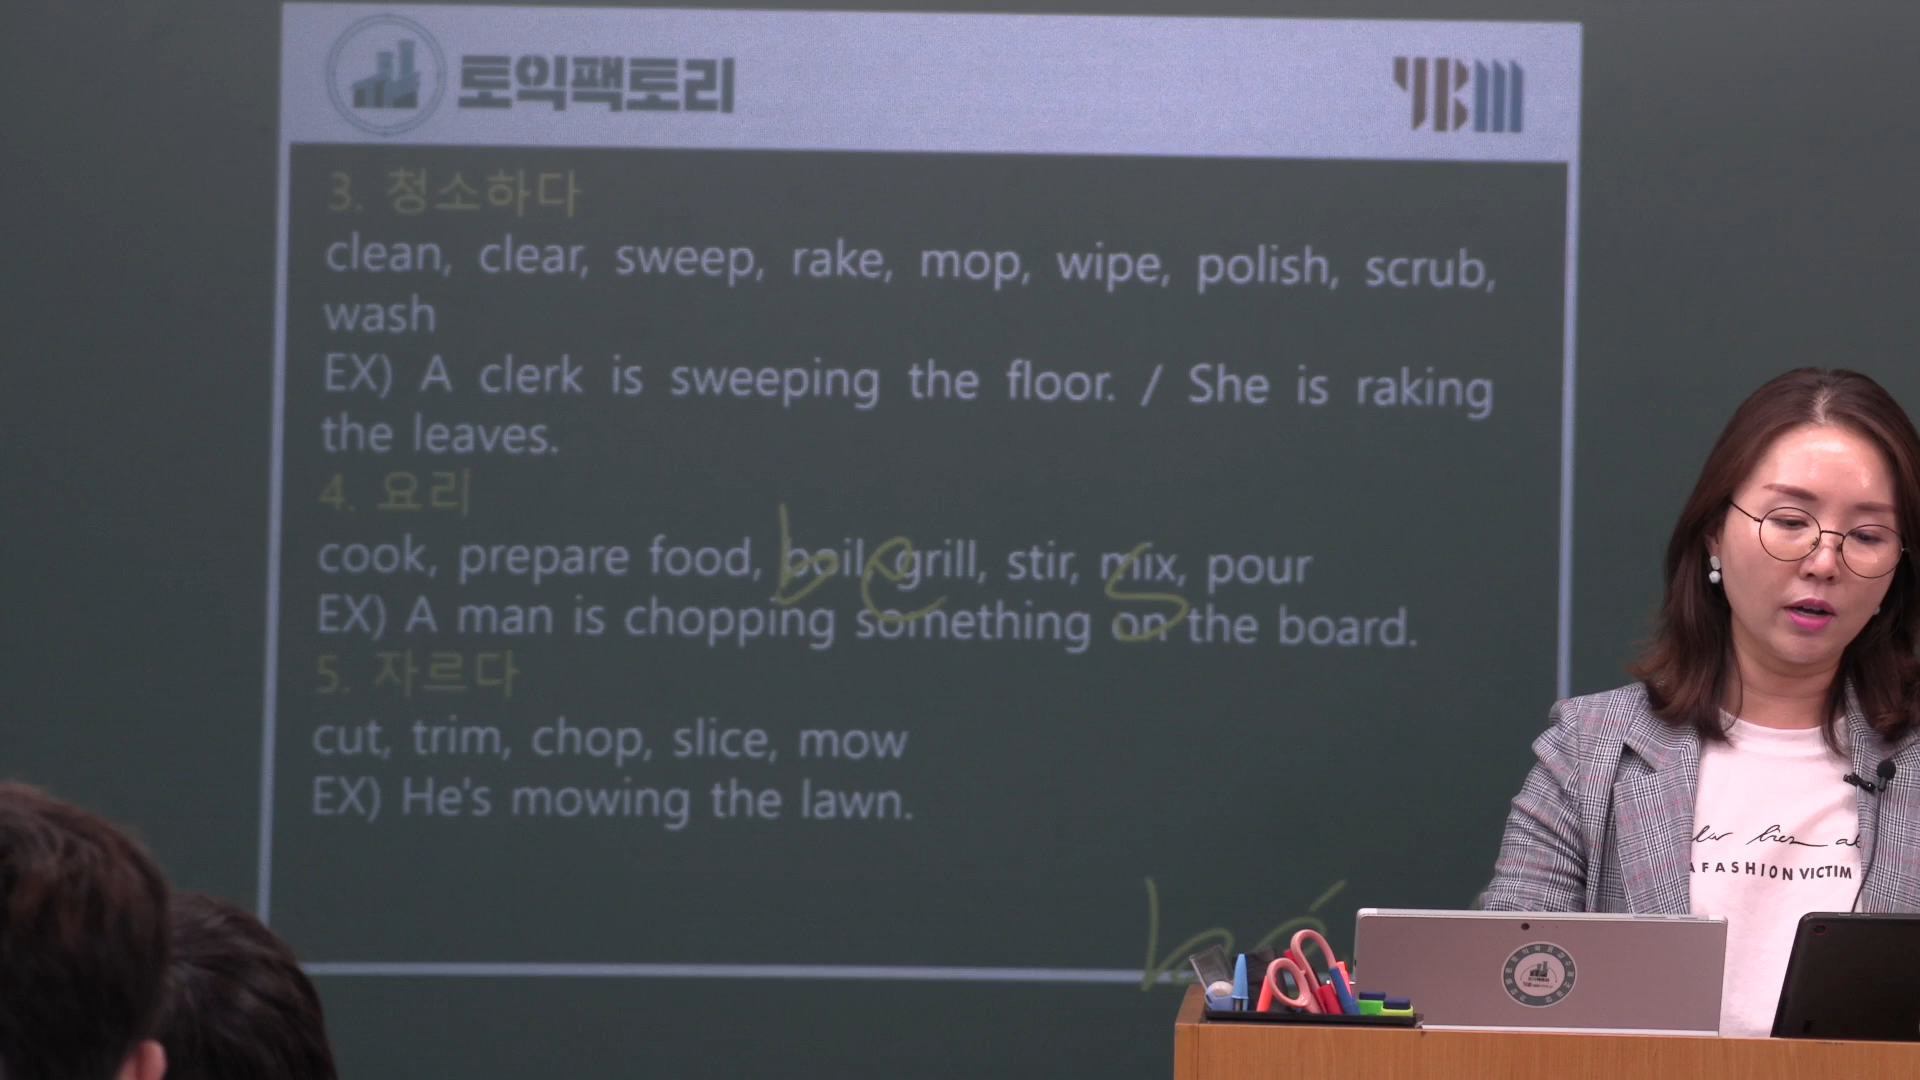 토익팩토리
YBM
3. 청소하다
clean, clear, sweep, rake, mop, wipe, polish, scrub,
wash
EX) A clerk is sweeping the floor. / She is raking
the leaves.
4. 요리
cook, prepare food, boil, grill, stir, mix, pour
EX) A man is chopping something on the board.
b e s
5. 자르다
cut, trim, chop, slice, mow
EX) He's mowing the lawn.
A FASHION VICTIM